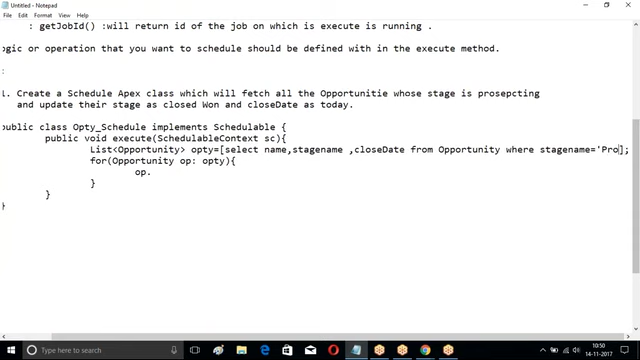 Untitled - Notepad
File Edit Format View Help
: getJobId() :will return id of the job on which is execute is running .
ogic or operation that you want to schedule should be defined with in the execute method.
:
1. Create a Schedule Apex class which will fetch all the Opportunitie whose stage is prosepcting
and update their stage as closed Won and closeDate as today.
public class Opty_Schedule implements Schedulable {
public void execute(SchedulableContext sc){
List<Opportunity> opty=[select name,stagename ,closeDate from Opportunity where stagename='Pro];
for(Opportunity op: opty){
op.
}
}
}
Type here to search
10:50
14-11-2017